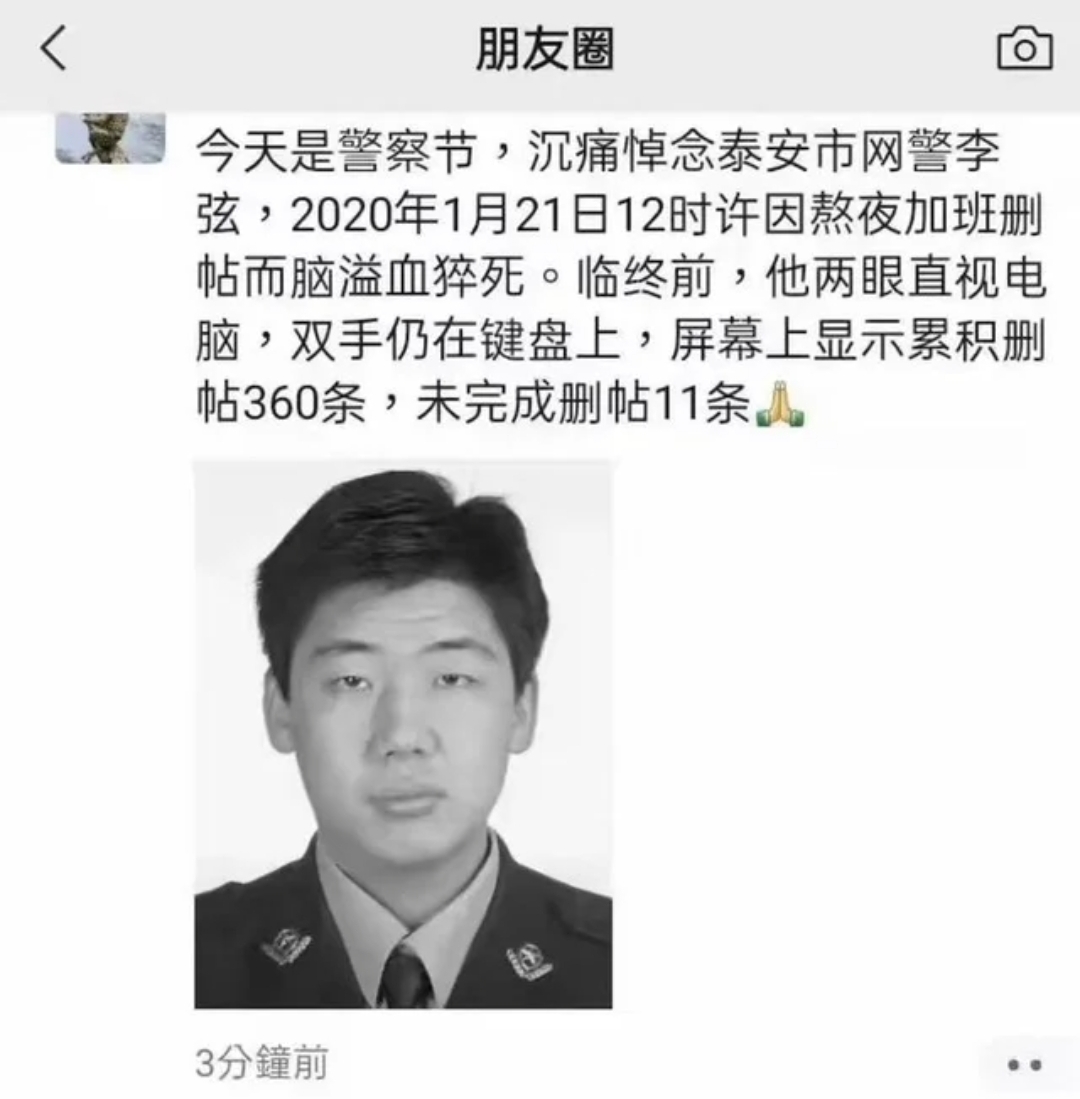 朋友圈
今天是警察节，沉痛悼念泰安市网警李
弦，2020年1月21日12时许因熬夜加班删
帖而脑溢血猝死。临终前，他两眼直视电
脑，双手仍在键盘上，屏幕上显示累积删
帖360条，未完成删帖11条🙏
3分鐘前